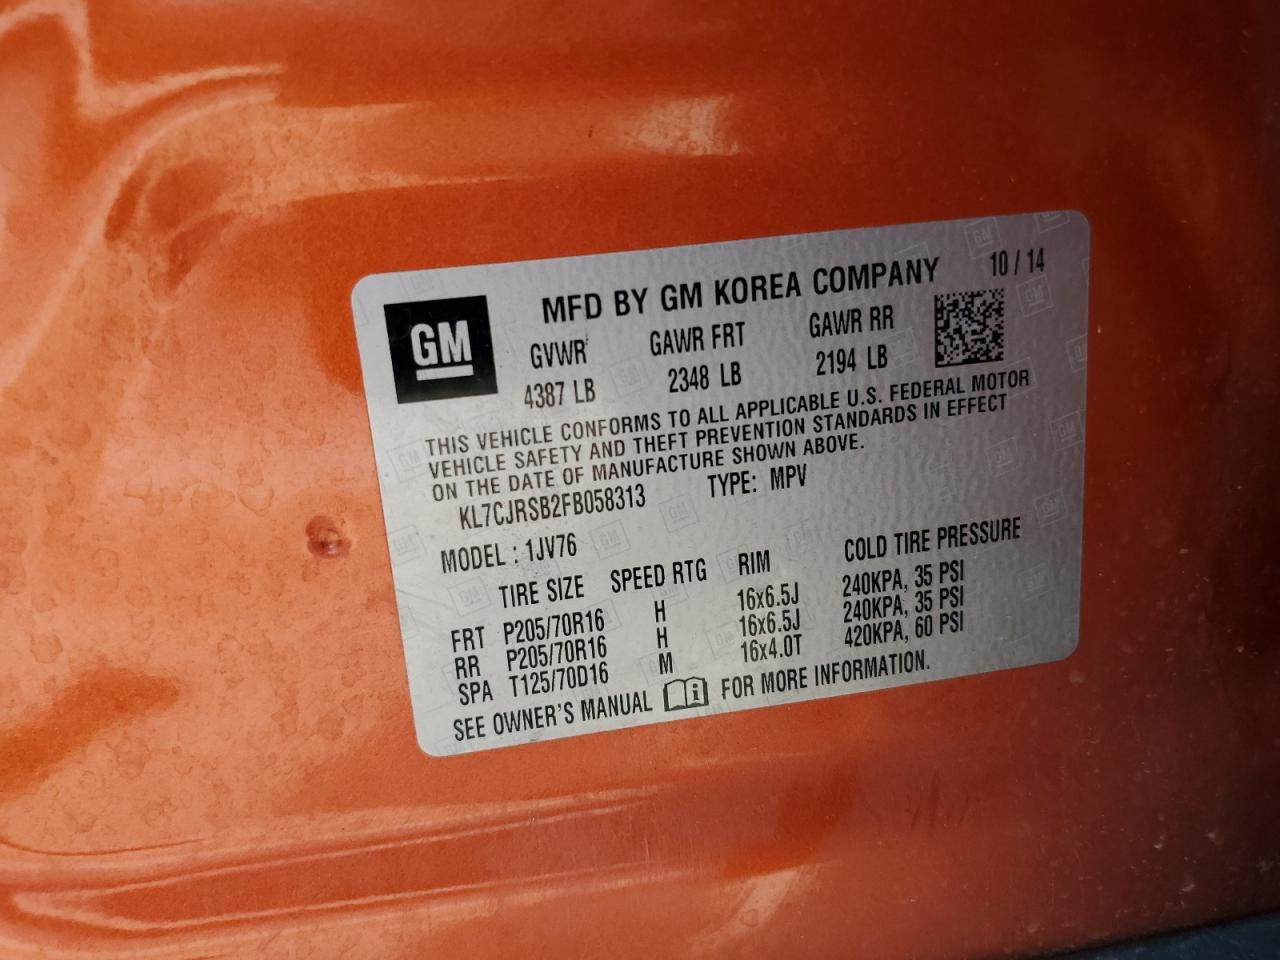 GM
MFD BY GM KOREA COMPANY 10 / 14
GVWR GAWR FRT GAWR RR
4387 LB 2348 LB 2194 LB
THIS VEHICLE CONFORMS TO ALL APPLICABLE U.S. FEDERAL MOTOR
VEHICLE SAFETY AND THEFT PREVENTION STANDARDS IN EFFECT
ON THE DATE OF MANUFACTURE SHOWN ABOVE.
KL7CJRSB2FB058313 TYPE: MPV
MODEL : 1JV76
TIRE SIZE SPEED RTG RIM COLD TIRE PRESSURE
FRT P205/70R16 H 16x6.5J 240KPA, 35 PSI
RR P205/70R16 H 16x6.5J 240KPA, 35 PSI
SPA T125/70D16 M 16x4.0T 420KPA, 60 PSI
SEE OWNER'S MANUAL i FOR MORE INFORMATION.